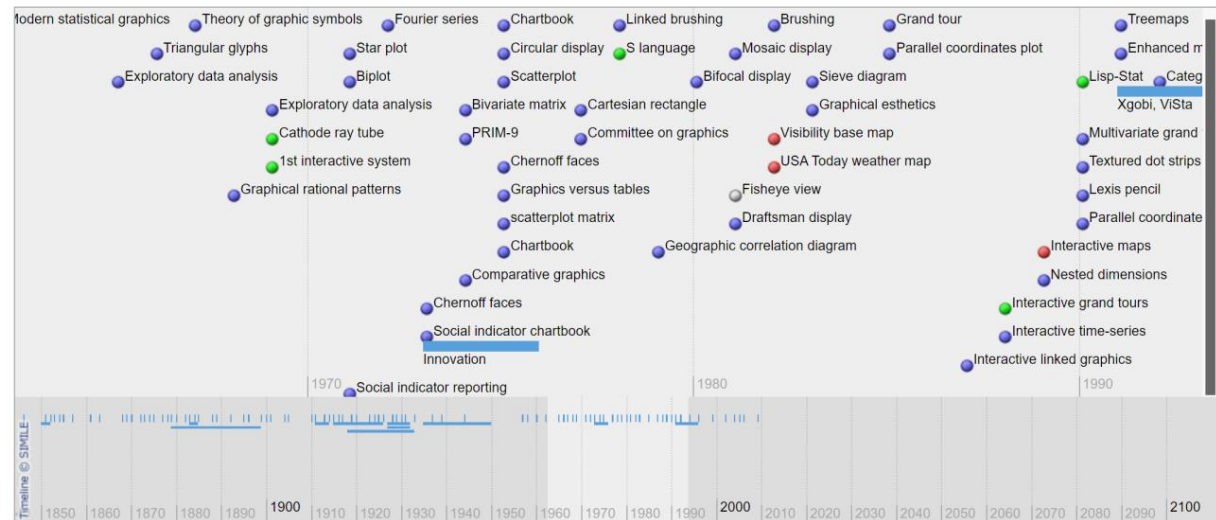 Modern statistical graphics Theory of graphic symbols Fourier series Chartbook Linked brushing Brushing Grand tour Treemaps
Triangular glyphs Star plot Circular display S language Mosaic display Parallel coordinates plot Enhanced m
Exploratory data analysis Biplot Scatterplot Bifocal display Sieve diagram Lisp-Stat Categ
Exploratory data analysis Bivariate matrix Cartesian rectangle Graphical esthetics Xgobi, ViSta
Cathode ray tube PRIM-9 Committee on graphics Visibility base map Multivariate grand
1st interactive system Chernoff faces USA Today weather map Textured dot strips
Graphical rational patterns Graphics versus tables Fisheye view Lexis pencil
scatterplot matrix Draftsman display Parallel coordinate
Chartbook Geographic correlation diagram Interactive maps
Comparative graphics Nested dimensions
Chernoff faces Interactive grand tours
Social indicator chartbook Interactive time-series
Innovation Interactive linked graphics
1970 1980 1990
Social indicator reporting
Timeline © SIMILE
1850 1860 1870 1880 1890 1900 1910 1920 1930 1940 1950 1960 1970 1980 1990 2000 2010 2020 2030 2040 2050 2060 2070 2080 2090 2100